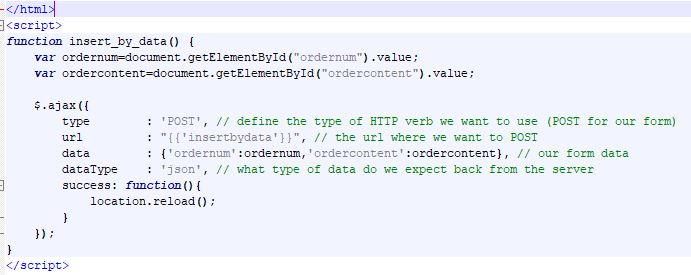 </html>
<script>
function insert_by_data() {
    var ordernum=document.getElementById("ordernum").value;
    var ordercontent=document.getElementById("ordercontent").value;

    $.ajax({
        type        : 'POST', // define the type of HTTP verb we want to use (POST for our form)
        url         : "{{'insertbydata'}}", // the url where we want to POST
        data        : {'ordernum':ordernum,'ordercontent':ordercontent}, // our form data
        dataType    : 'json', // what type of data do we expect back from the server
        success: function(){
            location.reload();
        }
    });
}
</script>